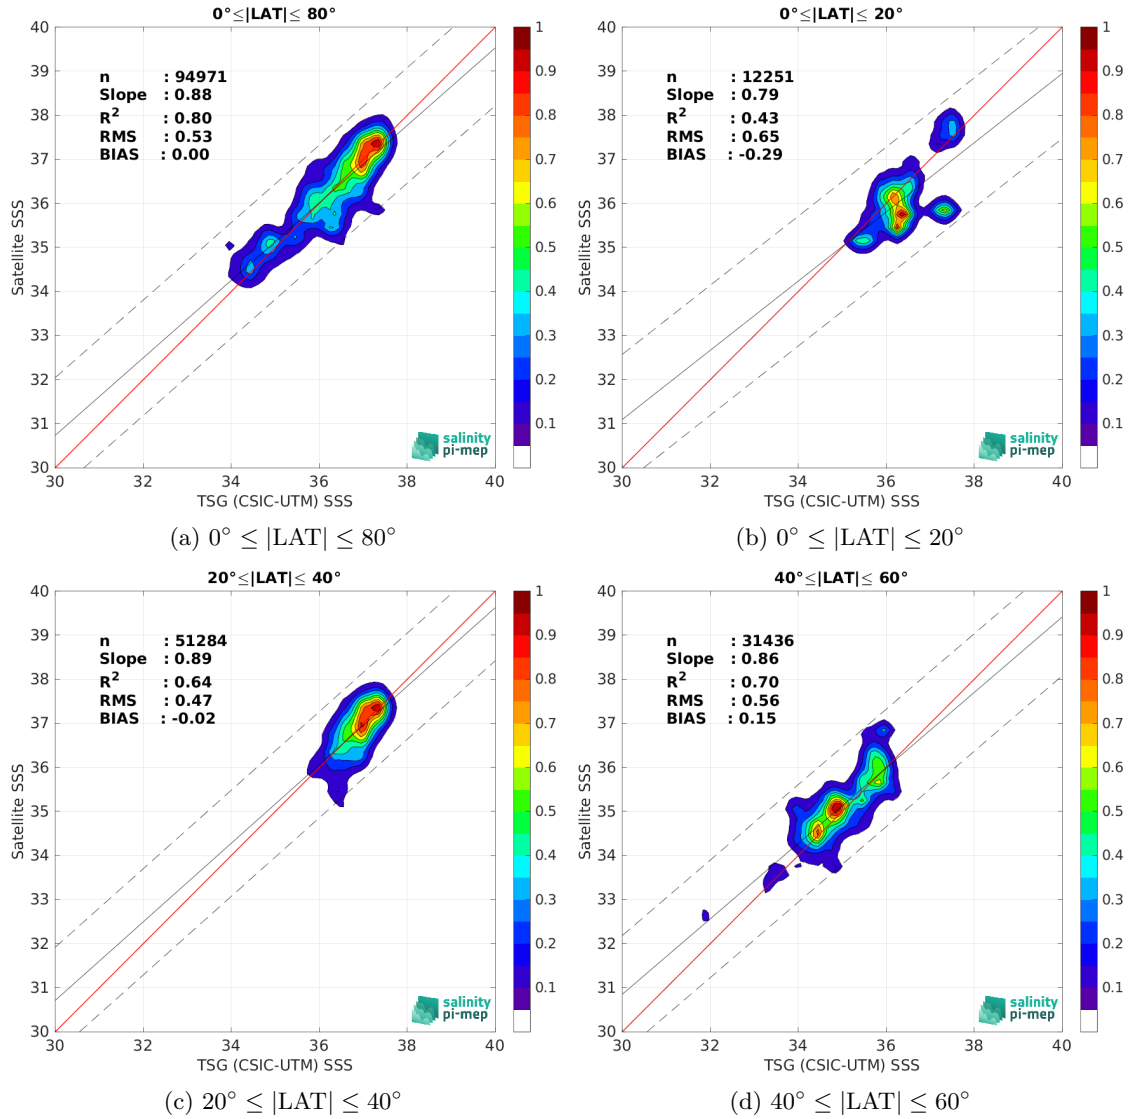 0°≤|LAT|≤ 80°
n : 94971
Slope : 0.88
R² : 0.80
RMS : 0.53
BIAS : 0.00
40
39
38
37
36
35
34
33
32
31
30
Satellite SSS
30 32 34 36 38 40
TSG (CSIC-UTM) SSS
salinity
pi-mep
1
0.9
0.8
0.7
0.6
0.5
0.4
0.3
0.2
0.1
(a) 0° ≤ |LAT| ≤ 80°
0°≤|LAT|≤ 20°
n : 12251
Slope : 0.79
R² : 0.43
RMS : 0.65
BIAS : -0.29
40
39
38
37
36
35
34
33
32
31
30
Satellite SSS
30 32 34 36 38 40
TSG (CSIC-UTM) SSS
salinity
pi-mep
1
0.9
0.8
0.7
0.6
0.5
0.4
0.3
0.2
0.1
(b) 0° ≤ |LAT| ≤ 20°
20°≤|LAT|≤ 40°
n : 51284
Slope : 0.89
R² : 0.64
RMS : 0.47
BIAS : -0.02
40
39
38
37
36
35
34
33
32
31
30
Satellite SSS
30 32 34 36 38 40
TSG (CSIC-UTM) SSS
salinity
pi-mep
1
0.9
0.8
0.7
0.6
0.5
0.4
0.3
0.2
0.1
(c) 20° ≤ |LAT| ≤ 40°
40°≤|LAT|≤ 60°
n : 31436
Slope : 0.86
R² : 0.70
RMS : 0.56
BIAS : 0.15
40
39
38
37
36
35
34
33
32
31
30
Satellite SSS
30 32 34 36 38 40
TSG (CSIC-UTM) SSS
salinity
pi-mep
1
0.9
0.8
0.7
0.6
0.5
0.4
0.3
0.2
0.1
(d) 40° ≤ |LAT| ≤ 60°